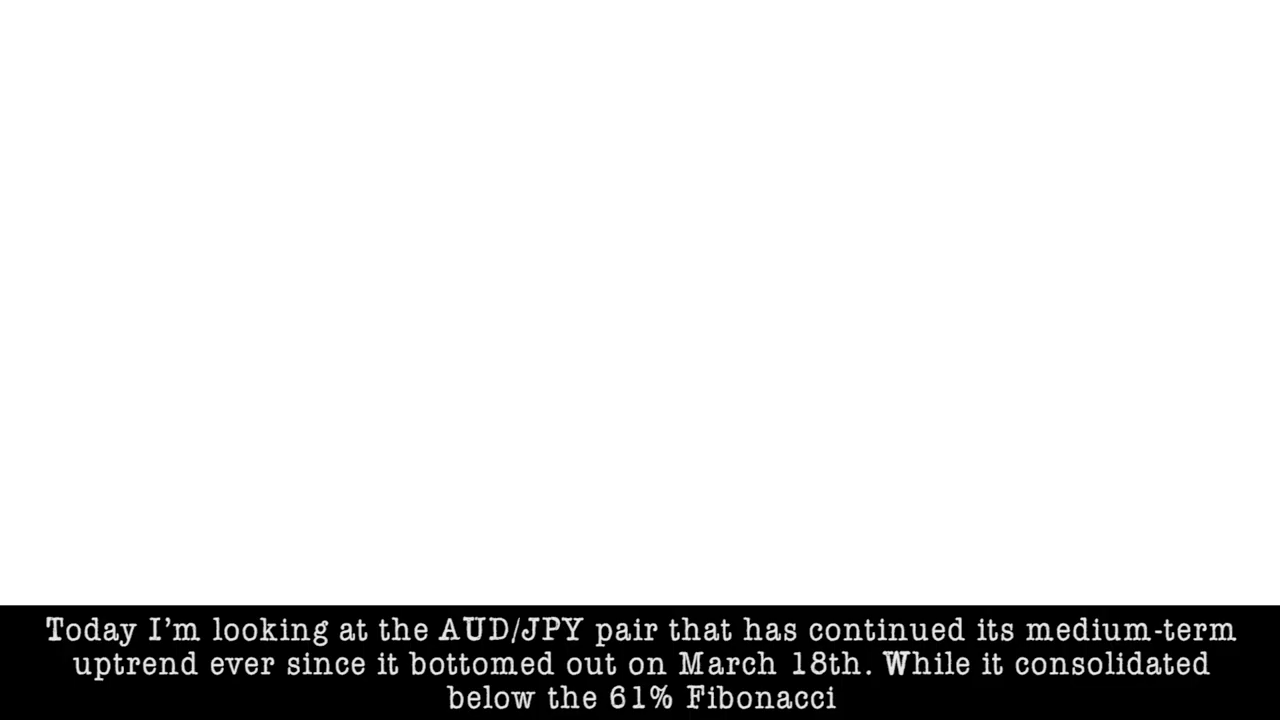 Today I'm looking at the AUD/JPY pair that has continued its medium-term
uptrend ever since it bottomed out on March 18th. While it consolidated
below the 61% Fibonacci